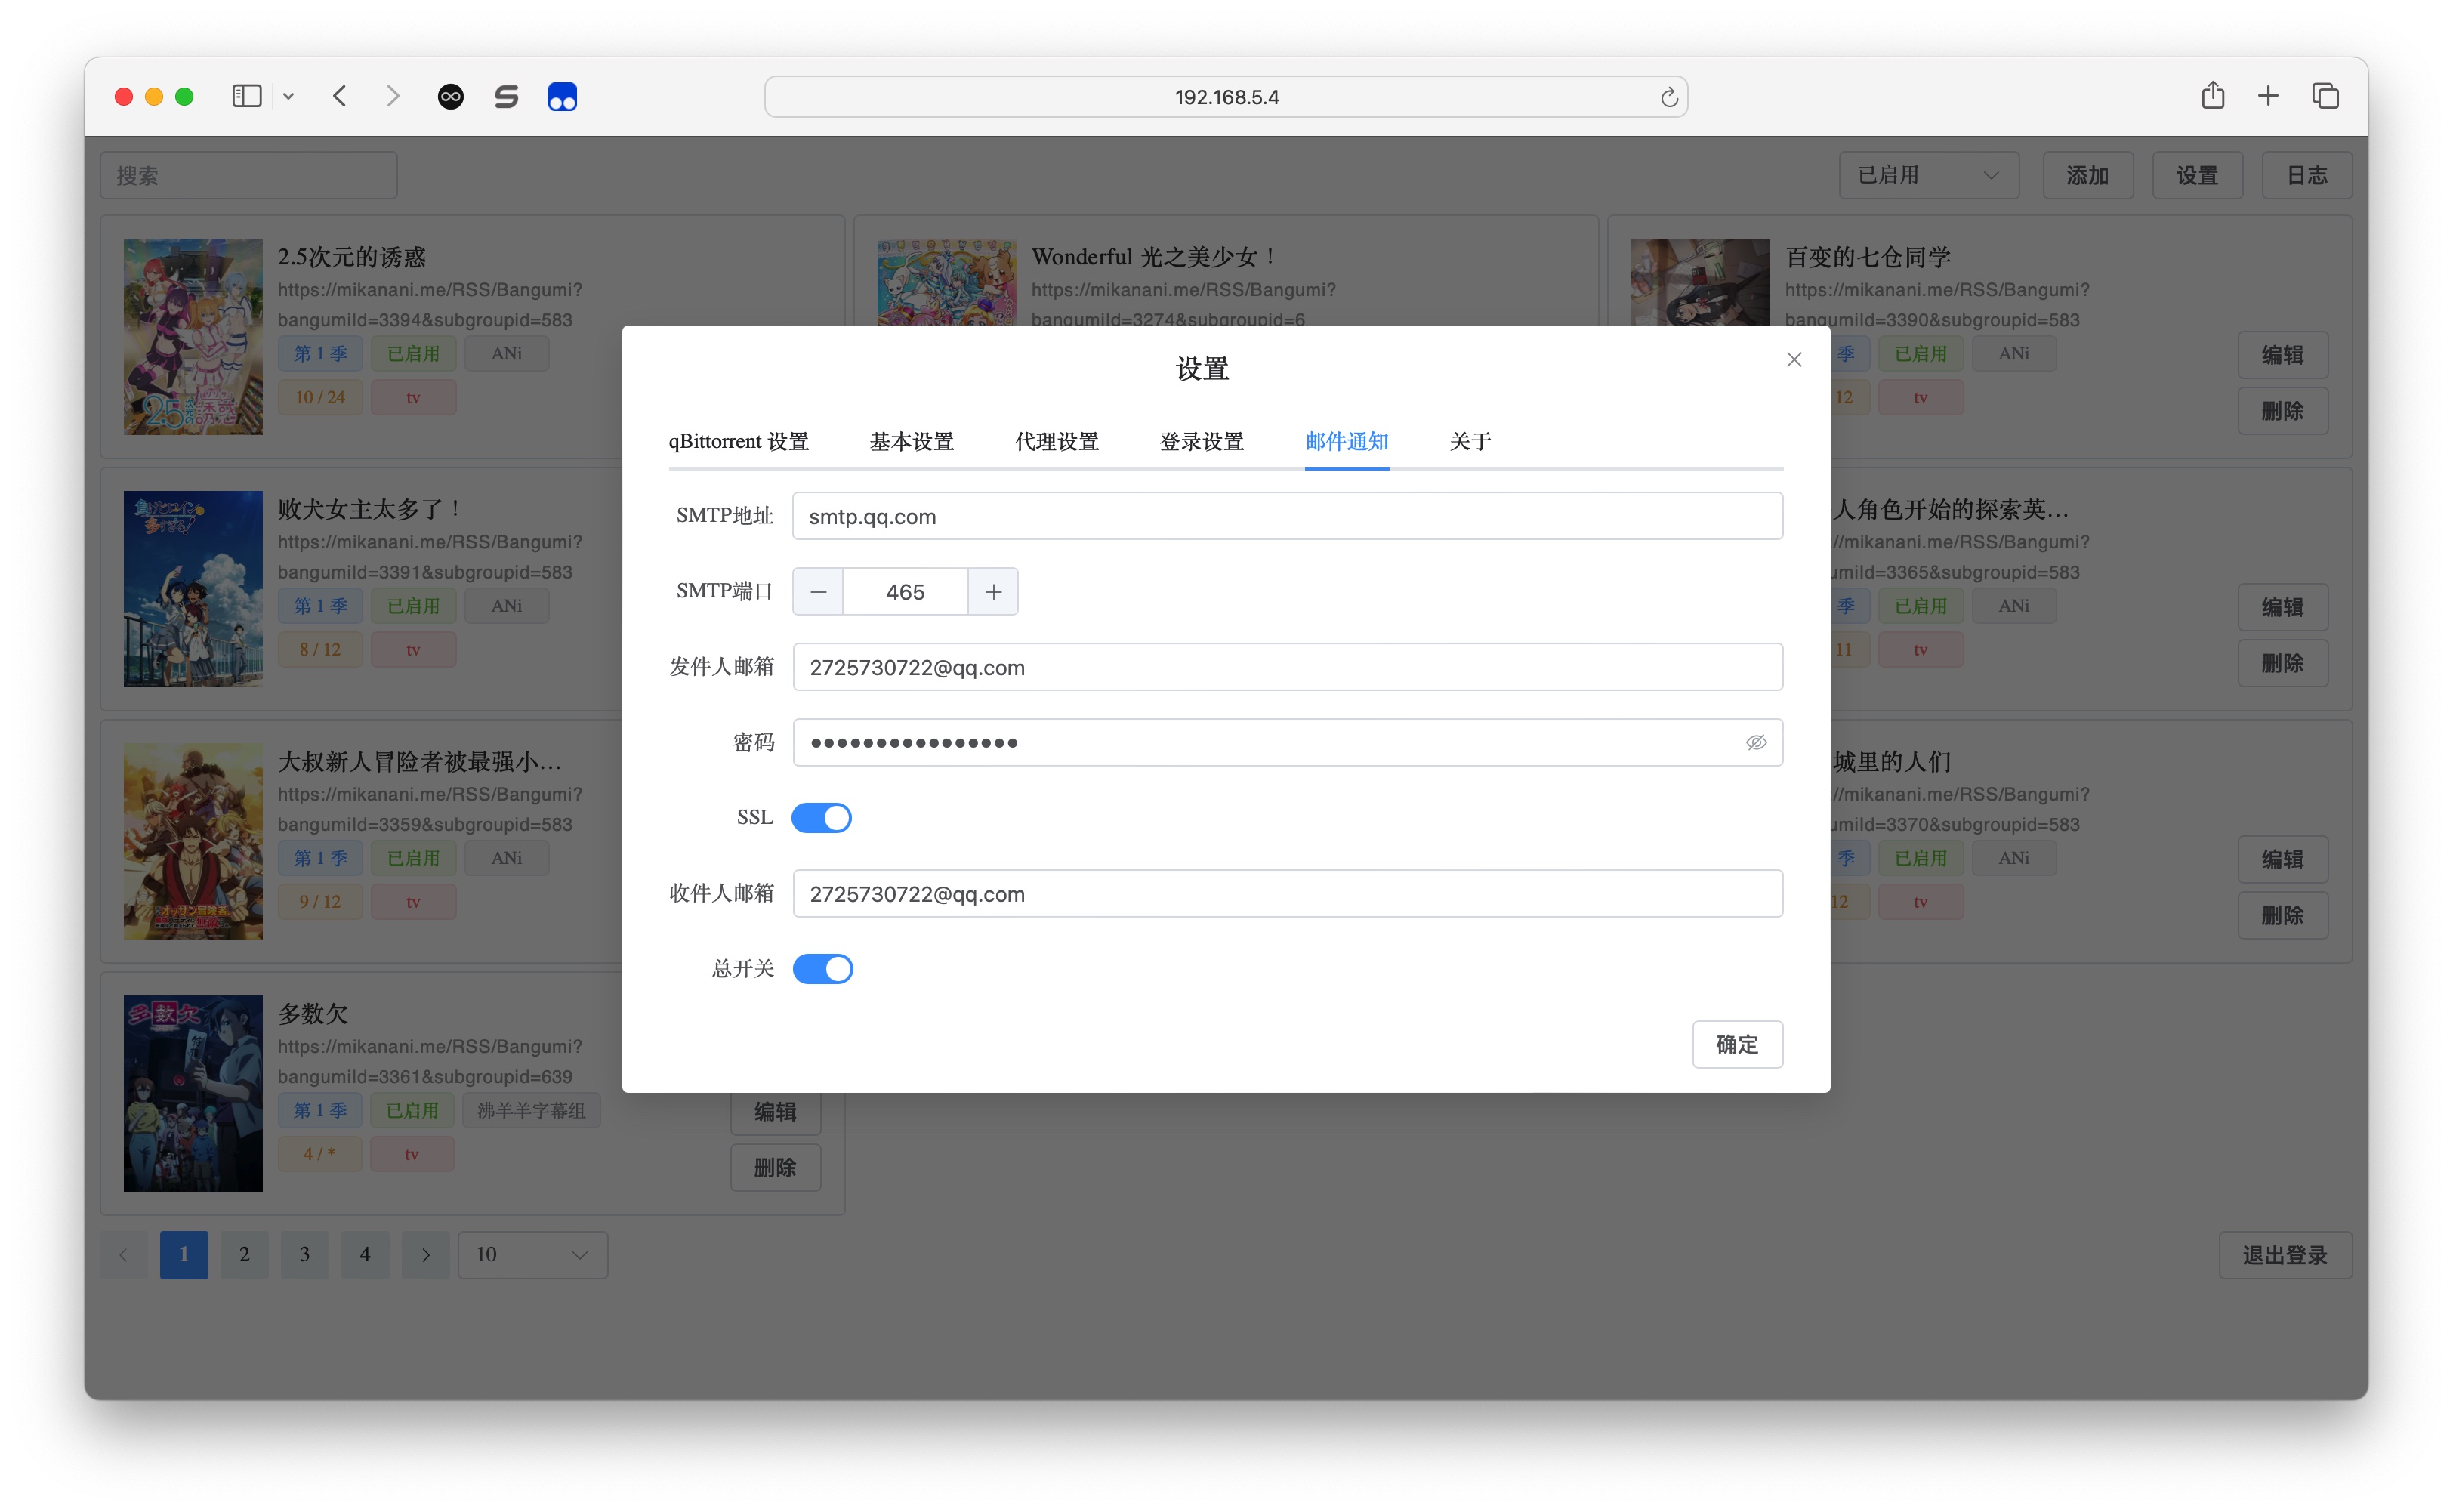 192.168.5.4
搜索
已启用
添加
设置
日志
2.5次元的诱惑
https://mikanani.me/RSS/Bangumi?
bangumiId=3394&subgroupid=583
第 1 季
已启用
ANi
10 / 24
tv
Wonderful 光之美少女！
https://mikanani.me/RSS/Bangumi?
bangumiId=3274&subgroupid=6
百变的七仓同学
https://mikanani.me/RSS/Bangumi?
bangumiId=3390&subgroupid=583
季
已启用
ANi
12
tv
编辑
删除
败犬女主太多了！
https://mikanani.me/RSS/Bangumi?
bangumiId=3391&subgroupid=583
第 1 季
已启用
ANi
8 / 12
tv
人角色开始的探索英...
//mikanani.me/RSS/Bangumi?
umiId=3365&subgroupid=583
季
已启用
ANi
11
tv
编辑
删除
大叔新人冒险者被最强小...
https://mikanani.me/RSS/Bangumi?
bangumiId=3359&subgroupid=583
第 1 季
已启用
ANi
9 / 12
tv
城里的人们
//mikanani.me/RSS/Bangumi?
umiId=3370&subgroupid=583
季
已启用
ANi
12
tv
编辑
删除
多数欠
https://mikanani.me/RSS/Bangumi?
bangumiId=3361&subgroupid=639
第 1 季
已启用
沸羊羊字幕组
4 / *
tv
编辑
删除
设置
qBittorrent 设置
基本设置
代理设置
登录设置
邮件通知
关于
SMTP地址
smtp.qq.com
SMTP端口
465
发件人邮箱
2725730722@qq.com
密码
SSL
收件人邮箱
2725730722@qq.com
总开关
确定
1
2
3
4
10
退出登录